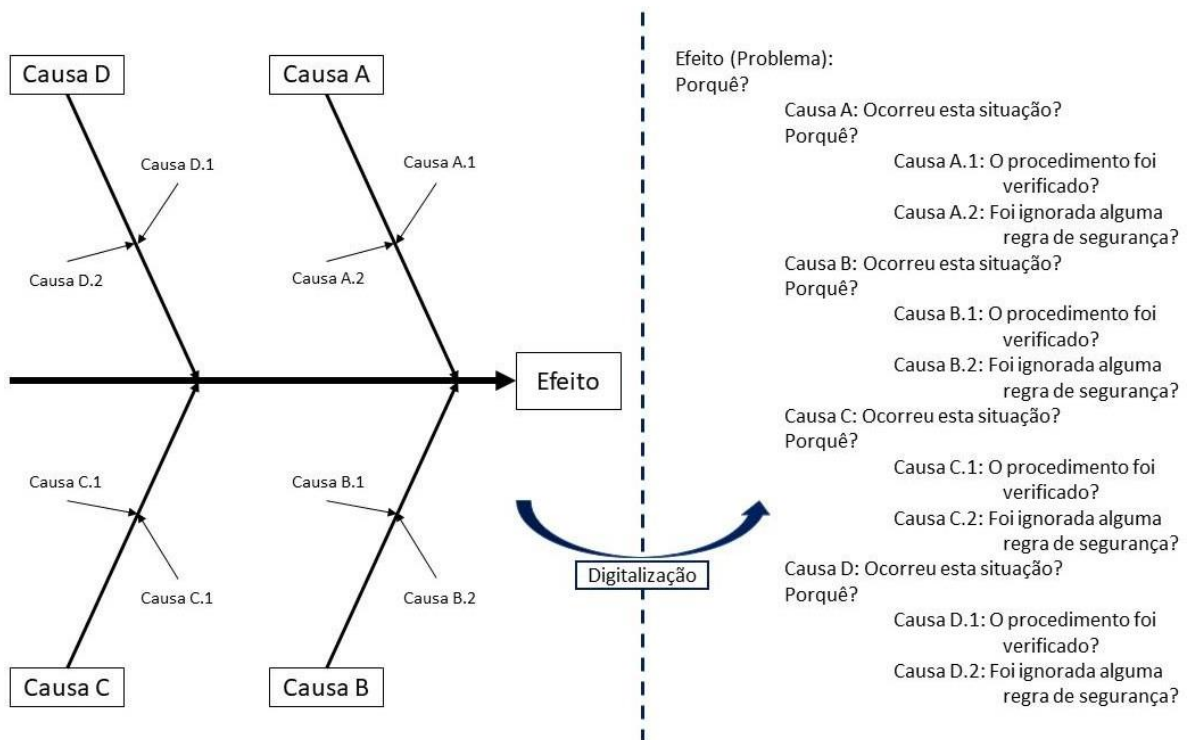 Causa D
Causa A
Causa D.1
Causa A.1
Causa D.2
Causa A.2
Efeito
Causa C.1
Causa B.1
Causa C.1
Causa B.2
Causa C
Causa B
Digitalização
Efeito (Problema):
Porquê?
Causa A: Ocorreu esta situação?
Porquê?
Causa A.1: O procedimento foi
verificado?
Causa A.2: Foi ignorada alguma
regra de segurança?
Causa B: Ocorreu esta situação?
Porquê?
Causa B.1: O procedimento foi
verificado?
Causa B.2: Foi ignorada alguma
regra de segurança?
Causa C: Ocorreu esta situação?
Porquê?
Causa C.1: O procedimento foi
verificado?
Causa C.2: Foi ignorada alguma
regra de segurança?
Causa D: Ocorreu esta situação?
Porquê?
Causa D.1: O procedimento foi
verificado?
Causa D.2: Foi ignorada alguma
regra de segurança?